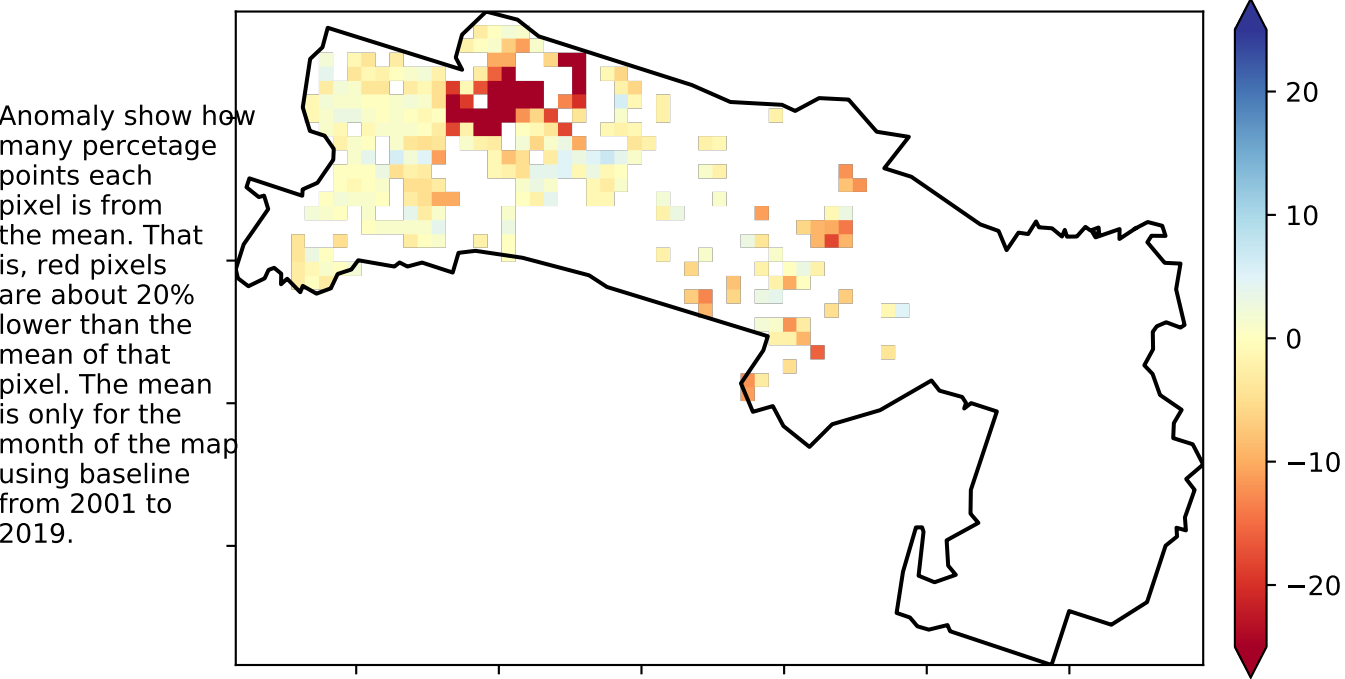 Anomaly show how
many percetage
points each
pixel is from
the mean. That
is, red pixels
are about 20%
lower than the
mean of that
pixel. The mean
is only for the
month of the map
using baseline
from 2001 to
2019.
20
10
0
−10
−20